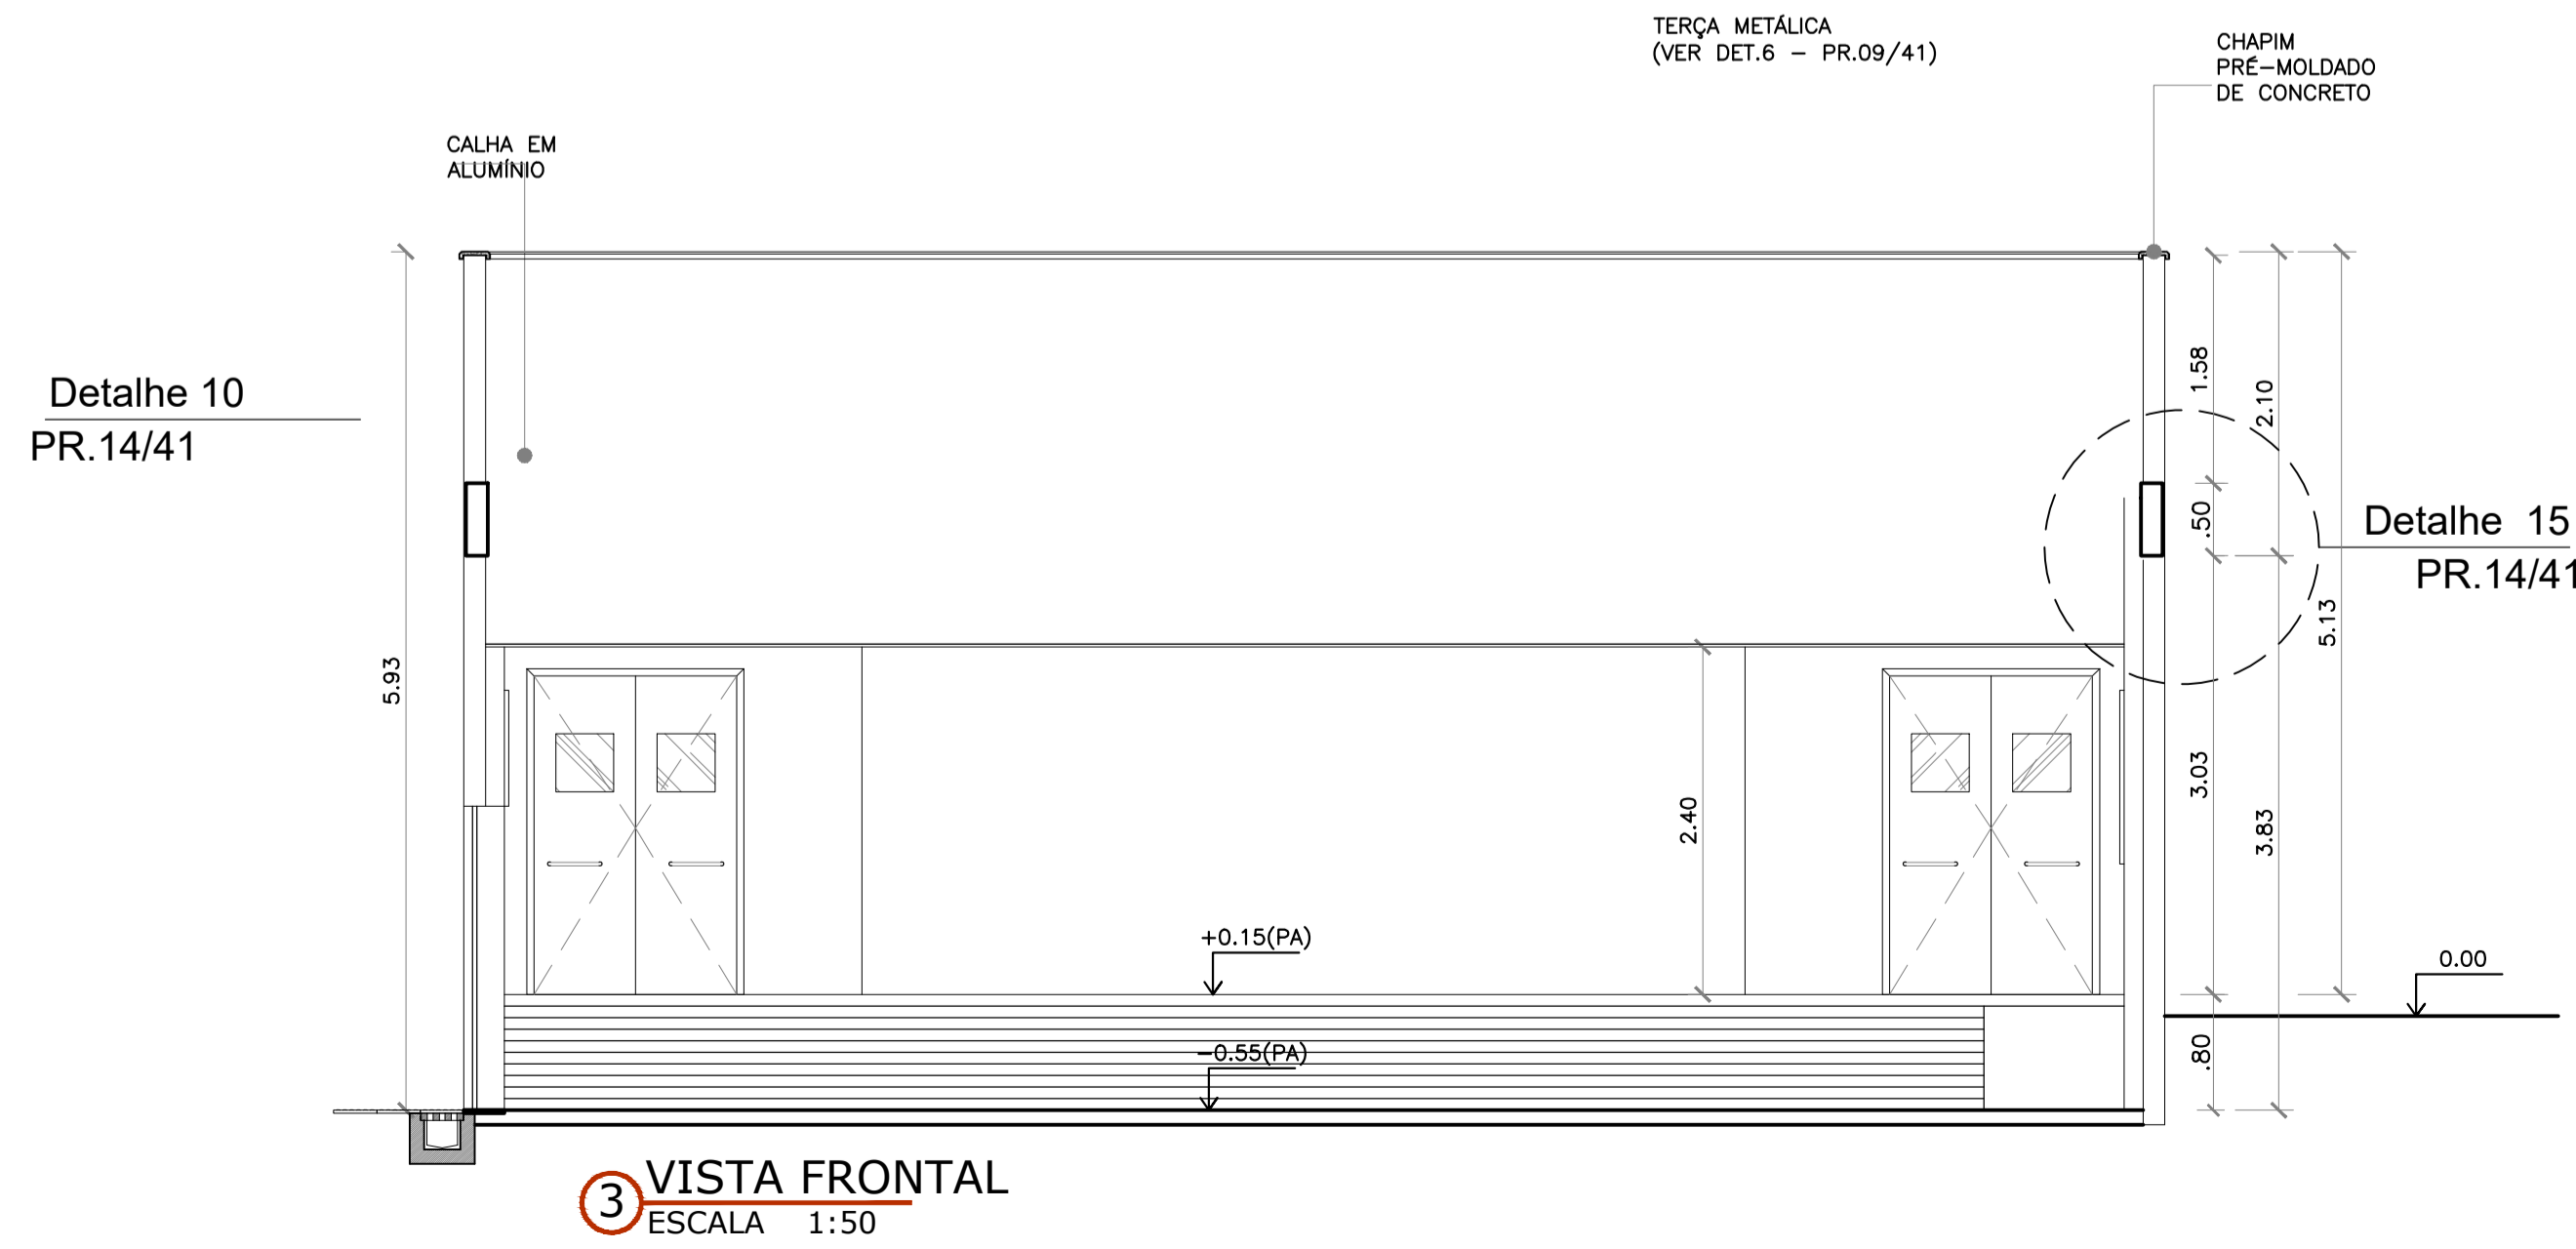 TERÇA METÁLICA
(VER DET.6 - PR.09/41)
CHAPIM
PRÉ-MOLDADO
DE CONCRETO
CALHA EM
ALUMÍNIO
Detalhe 10
PR.14/41
1.58
2.10
.50
Detalhe 15
PR.14/41
5.13
5.93
3.03
2.40
3.83
+0.15(PA)
0.00
-0.55(PA)
.80
3 VISTA FRONTAL
ESCALA 1:50